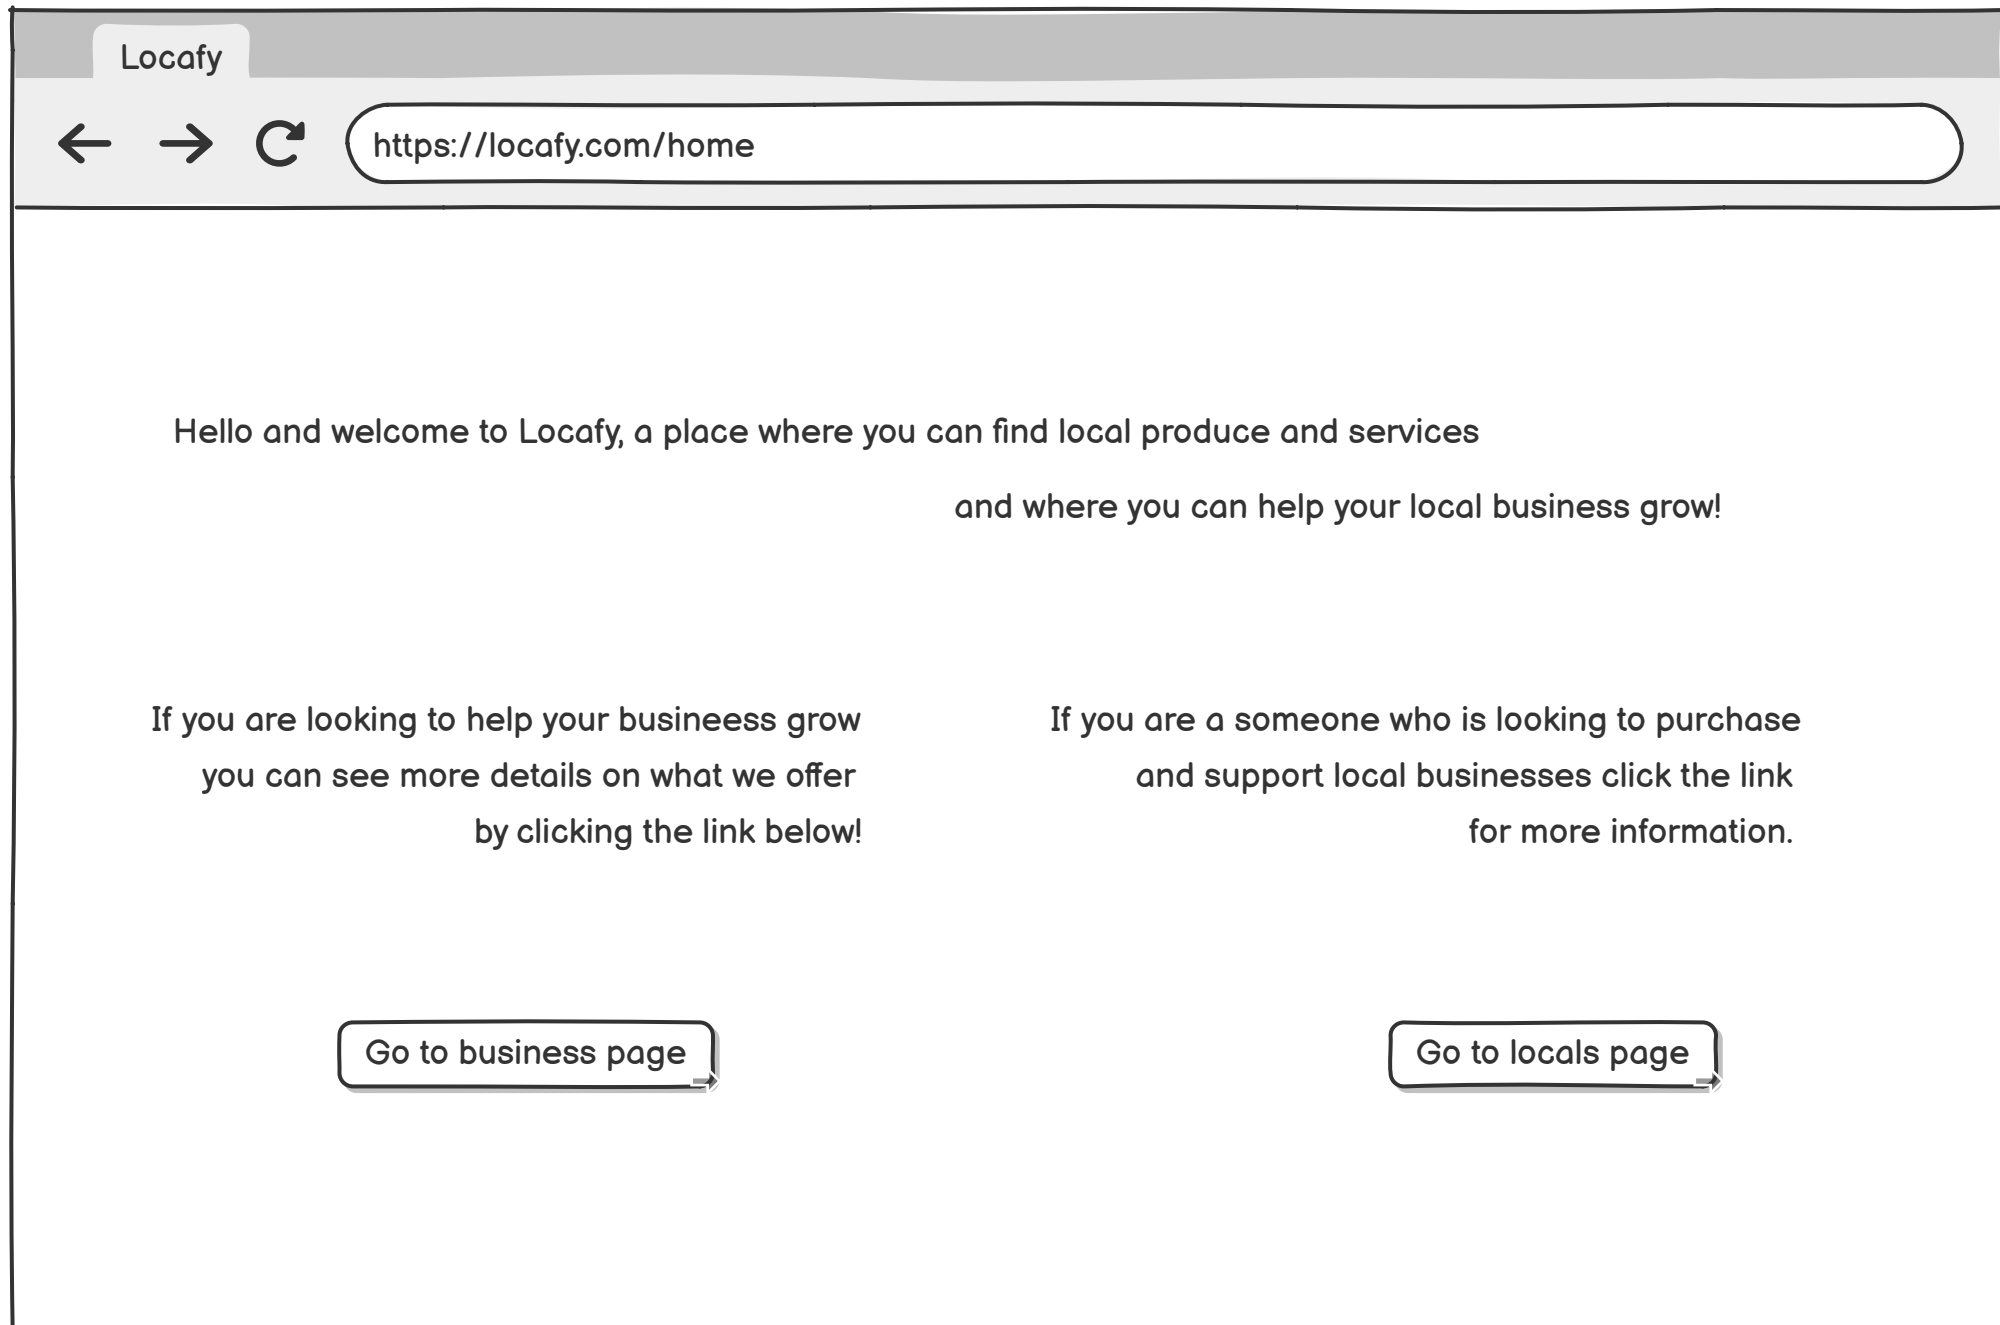 Locafy
https://locafy.com/home
Hello and welcome to Locafy, a place where you can find local produce and services
and where you can help your local business grow!
If you are looking to help your busineess grow
you can see more details on what we offer
by clicking the link below!
If you are a someone who is looking to purchase
and support local businesses click the link
for more information.
Go to business page
Go to locals page